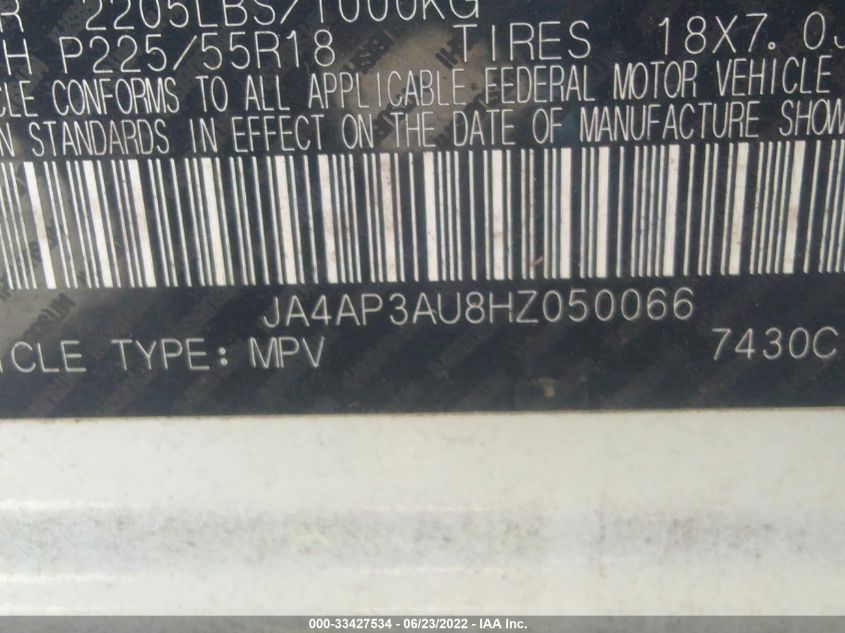 R 2205LBS/1000KG
H P225/55R18 TIRES 18X7.0J
CLE CONFORMS TO ALL APPLICABLE FEDERAL MOTOR VEHICLE
N STANDARDS IN EFFECT ON THE DATE OF MANUFACTURE SHOW
JA4AP3AU8HZ050066
ICLE TYPE: MPV 7430C
000-33427534 - 06/23/2022 - IAA Inc.